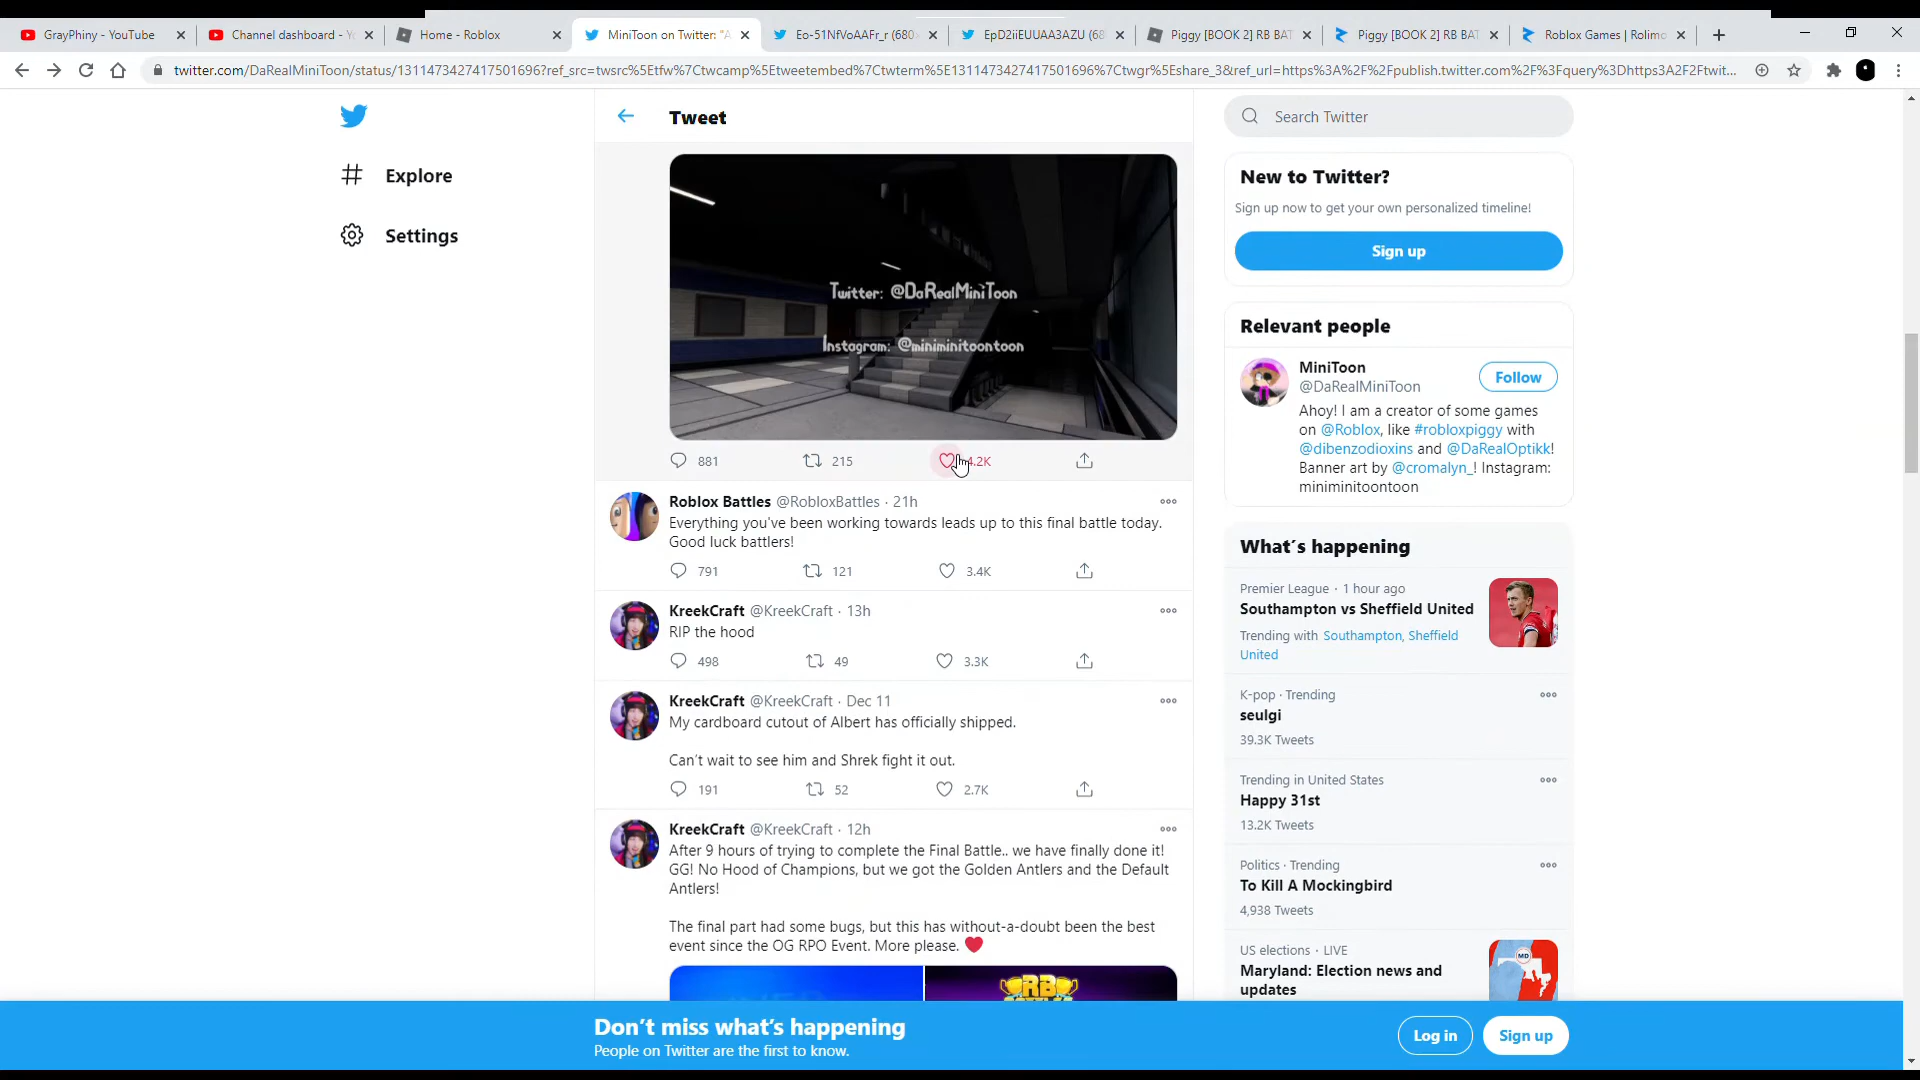 GrayPhiny - YouTube
Channel dashboard - Yo
Home - Roblox
MiniToon on Twitter: "A
Eo-51NfVoAAFr_r (680×
EpD2iiEUUAA3AZU (68
Piggy [BOOK 2] RB BAT
Piggy [BOOK 2] RB BAT
Roblox Games | Rolimo
twitter.com/DaRealMiniToon/status/1311473427417501696?ref_src=twsrc%5Etfw%7Ctwcamp%5Etweetembed%7Ctwterm%5E1311473427417501696%7Ctwgr%5Eshare_3&ref_url=https%3A%2F%2Fpublish.twitter.com%2F%3Fquery%3Dhttps3A2F2Ftwit...
Explore
Settings
Tweet
Twitter: @DaRealMiniToon
Instagram: @miniminitoontoon
881 215 4.2K
Roblox Battles @RobloxBattles · 21h
Everything you've been working towards leads up to this final battle today.
Good luck battlers!
791 121 3.4K
KreekCraft @KreekCraft · 13h
RIP the hood
498 49 3.3K
KreekCraft @KreekCraft · Dec 11
My cardboard cutout of Albert has officially shipped.
Can't wait to see him and Shrek fight it out.
191 52 2.7K
KreekCraft @KreekCraft · 12h
After 9 hours of trying to complete the Final Battle.. we have finally done it!
GG! No Hood of Champions, but we got the Golden Antlers and the Default
Antlers!
The final part had some bugs, but this has without-a-doubt been the best
event since the OG RPO Event. More please. ❤
RB
Search Twitter
New to Twitter?
Sign up now to get your own personalized timeline!
Sign up
Relevant people
MiniToon
@DaRealMiniToon
Follow
Ahoy! I am a creator of some games
on @Roblox, like #robloxpiggy with
@dibenzodioxins and @DaRealOptikk!
Banner art by @cromalyn_! Instagram:
miniminitoontoon
What's happening
Premier League · 1 hour ago
Southampton vs Sheffield United
Trending with Southampton, Sheffield
United
K-pop · Trending
seulgi
39.3K Tweets
Trending in United States
Happy 31st
13.2K Tweets
Politics · Trending
To Kill A Mockingbird
4,938 Tweets
US elections · LIVE
Maryland: Election news and
updates
MD
Don't miss what's happening
People on Twitter are the first to know.
Log in
Sign up